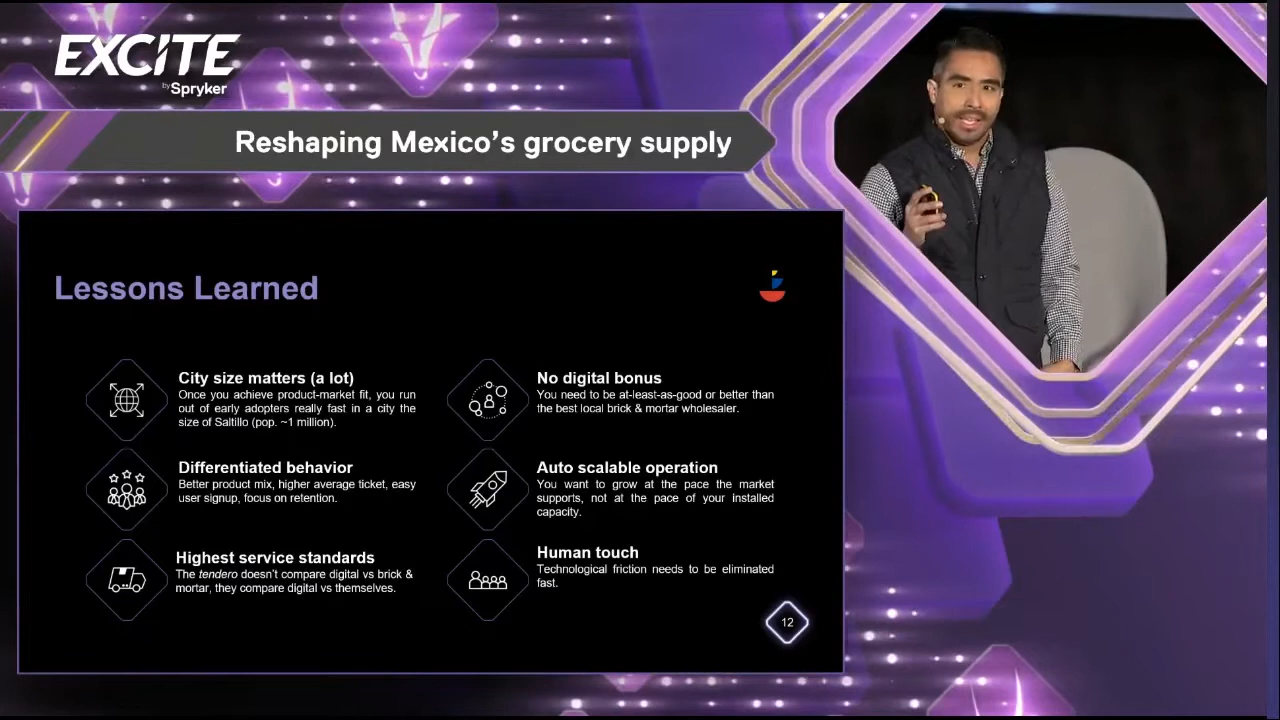 EXCITE
by Spryker
Reshaping Mexico's grocery supply
Lessons Learned
City size matters (a lot)
Once you achieve product-market fit, you run
out of early adopters really fast in a city the
size of Saltillo (pop. ~1 million).
Differentiated behavior
Better product mix, higher average ticket, easy
user signup, focus on retention.
Highest service standards
The tendero doesn't compare digital vs brick &
mortar, they compare digital vs themselves.
No digital bonus
You need to be at-least-as-good or better than
the best local brick & mortar wholesaler.
Auto scalable operation
You want to grow at the pace the market
supports, not at the pace of your installed
capacity.
Human touch
Technological friction needs to be eliminated
fast.
12